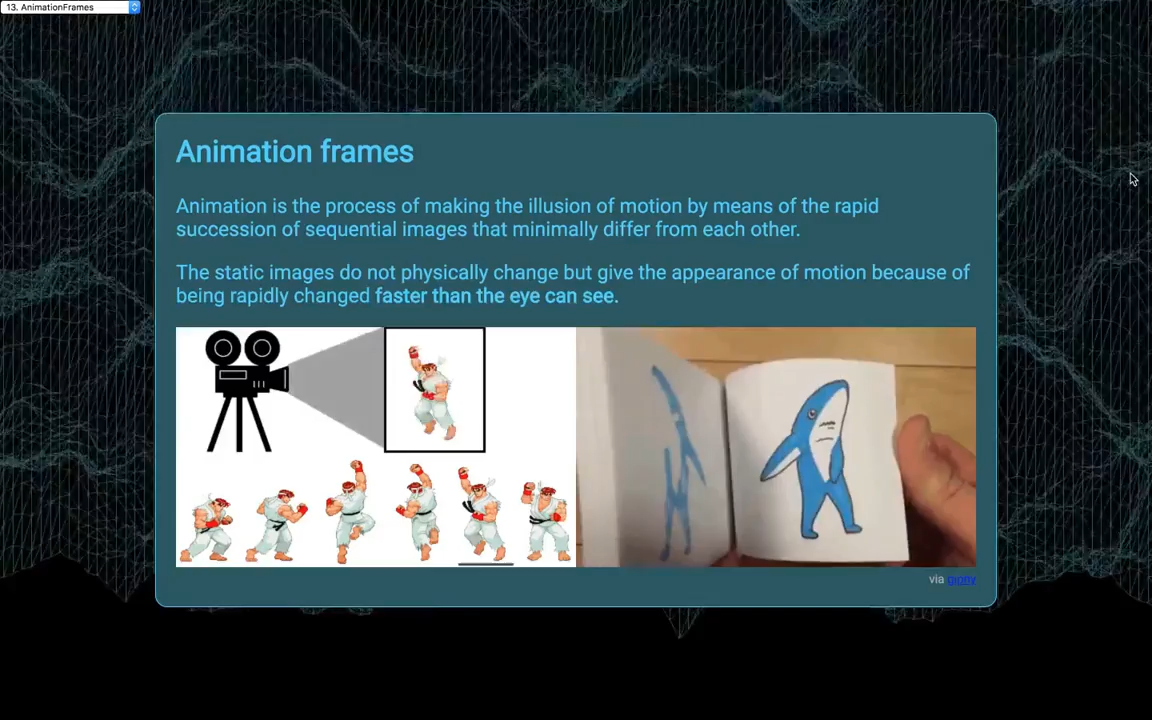 13. AnimationFrames
Animation frames
Animation is the process of making the illusion of motion by means of the rapid
succession of sequential images that minimally differ from each other.
The static images do not physically change but give the appearance of motion because of
being rapidly changed faster than the eye can see.
via giphy